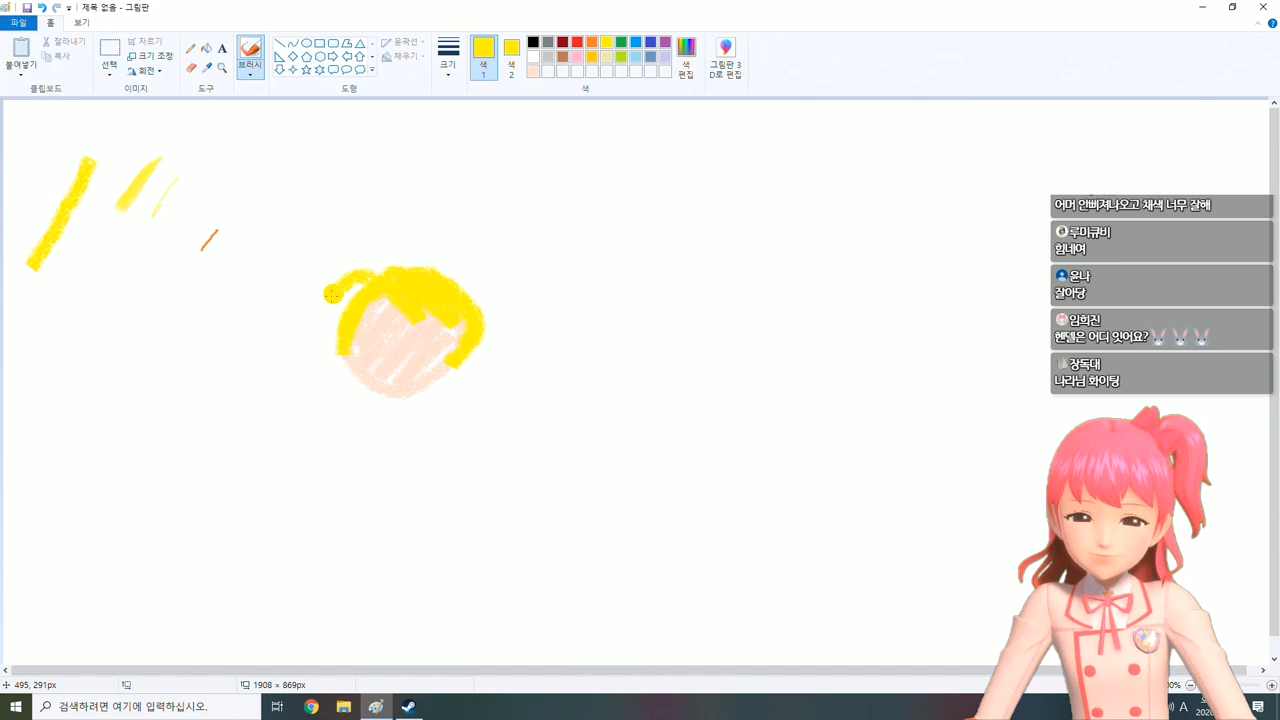 제목 없음 - 그림판
파일
홈
보기
붙여넣기
잘라내기
복사
클립보드
선택
자르기
크기 조정
회전
이미지
A
도구
브러시
윤곽선
채우기
도형
크기
색
1
색
2
색
편집
그림판 3
D로 편집
색
어머 안삐져나오고 채색 너무 잘해
루미큐비
힘네여
윤나
잘아당
임희진
헨델은 어디 잇어요?
장독대
나라님 화이팅
495, 291px
1908 × 869px
검색하려면 여기에 입력하십시오.
A